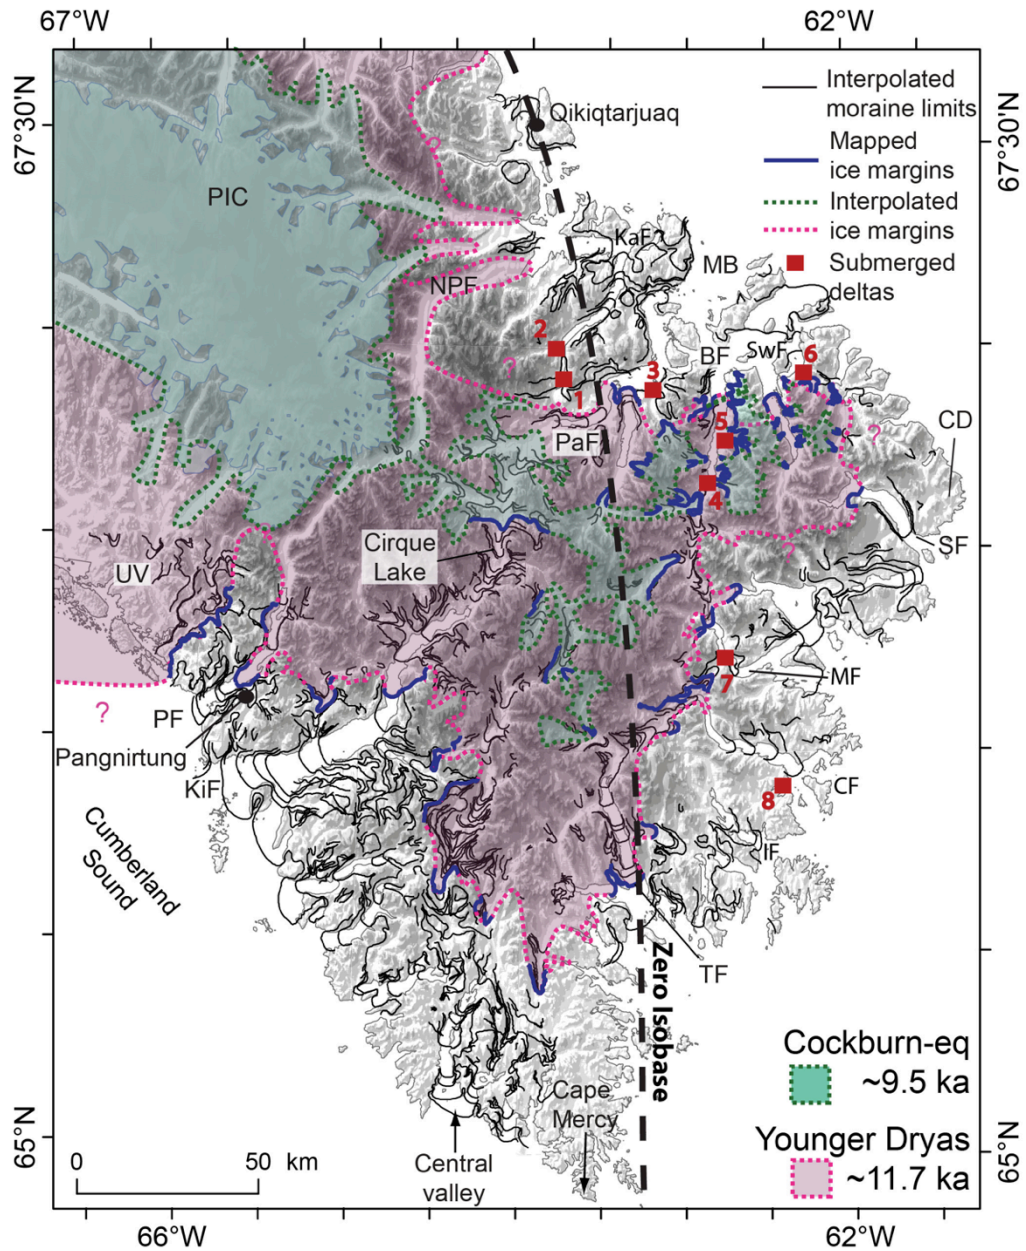 67°W
62°W
67°30'N
67°30'N
Interpolated
moraine limits
Mapped
ice margins
Interpolated
ice margins
Submerged
deltas
Qikiqtarjuaq
?
PIC
KaF
MB
NPF
2
?
1
3
BF
SwF
6
5
?
CD
PaF
4
Cirque
Lake
SF
?
UV
7
MF
?
PF
Pangnirtung
KiF
8
CF
Cumberland
Sound
IF
TF
Zero Isobase
Cockburn-eq
~9.5 ka
Cape
Mercy
Younger Dryas
~11.7 ka
65°N
65°N
0
50 km
Central
valley
66°W
62°W